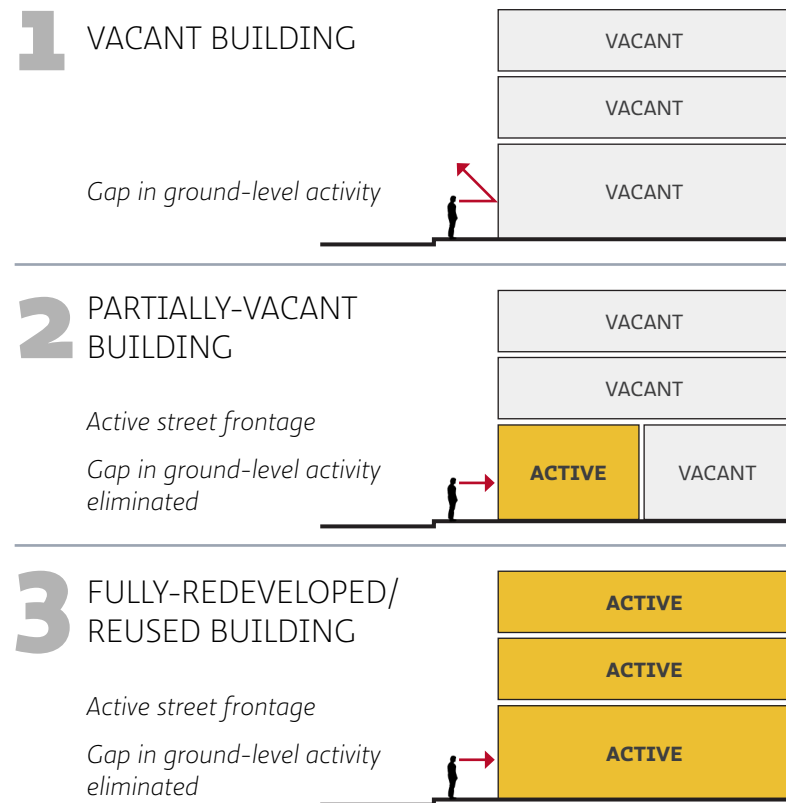 1 VACANT BUILDING
VACANT
VACANT
Gap in ground-level activity
VACANT
2 PARTIALLY-VACANT
BUILDING
VACANT
VACANT
Active street frontage
Gap in ground-level activity
eliminated
ACTIVE
VACANT
3 FULLY-REDEVELOPED/
REUSED BUILDING
ACTIVE
ACTIVE
Active street frontage
Gap in ground-level activity
eliminated
ACTIVE